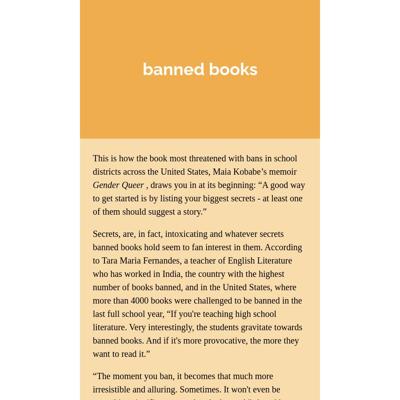 banned books
This is how the book most threatened with bans in school
districts across the United States, Maia Kobabe’s memoir
Gender Queer , draws you in at its beginning: “A good way
to get started is by listing your biggest secrets - at least one
of them should suggest a story.”
Secrets, are, in fact, intoxicating and whatever secrets
banned books hold seem to fan interest in them. According
to Tara Maria Fernandes, a teacher of English Literature
who has worked in India, the country with the highest
number of books banned, and in the United States, where
more than 4000 books were challenged to be banned in the
last full school year, “If you're teaching high school
literature. Very interestingly, the students gravitate towards
banned books. And if it's more provocative, the more they
want to read it.”
“The moment you ban, it becomes that much more
irresistible and alluring. Sometimes. It won't even be